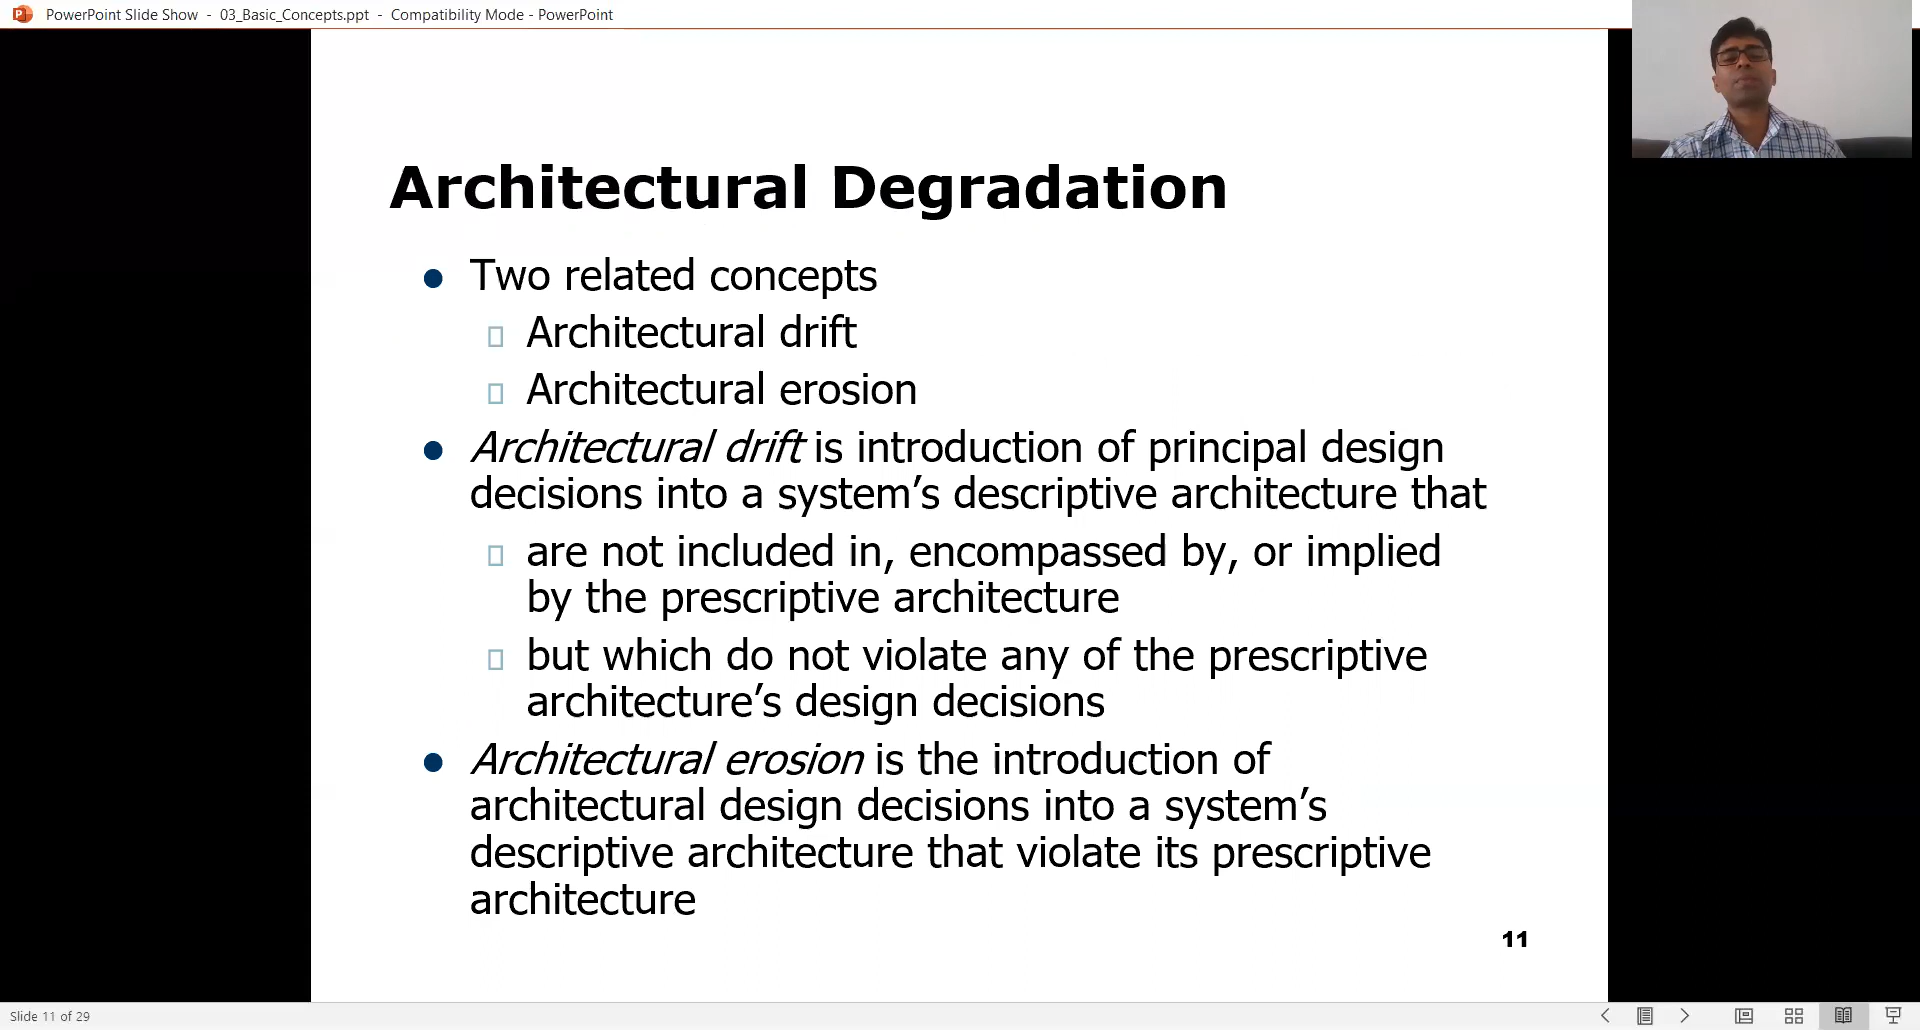 PowerPoint Slide Show - 03_Basic_Concepts.ppt - Compatibility Mode - PowerPoint
Architectural Degradation
Two related concepts
Architectural drift
Architectural erosion
Architectural drift is introduction of principal design
decisions into a system’s descriptive architecture that
are not included in, encompassed by, or implied
by the prescriptive architecture
but which do not violate any of the prescriptive
architecture’s design decisions
Architectural erosion is the introduction of
architectural design decisions into a system’s
descriptive architecture that violate its prescriptive
architecture
11
Slide 11 of 29